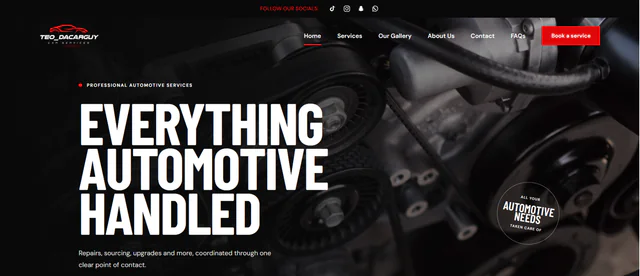 FOLLOW OUR SOCIALS:
TEO_DACARGUY
Home
Services
Our Gallery
About Us
Contact
FAQs
Book a service
PROFESSIONAL AUTOMOTIVE SERVICES
EVERYTHING
AUTOMOTIVE
HANDLED
Repairs, sourcing, upgrades and more, coordinated through one
clear point of contact.
ALL YOUR
AUTOMOTIVE
NEEDS
TAKEN CARE OF